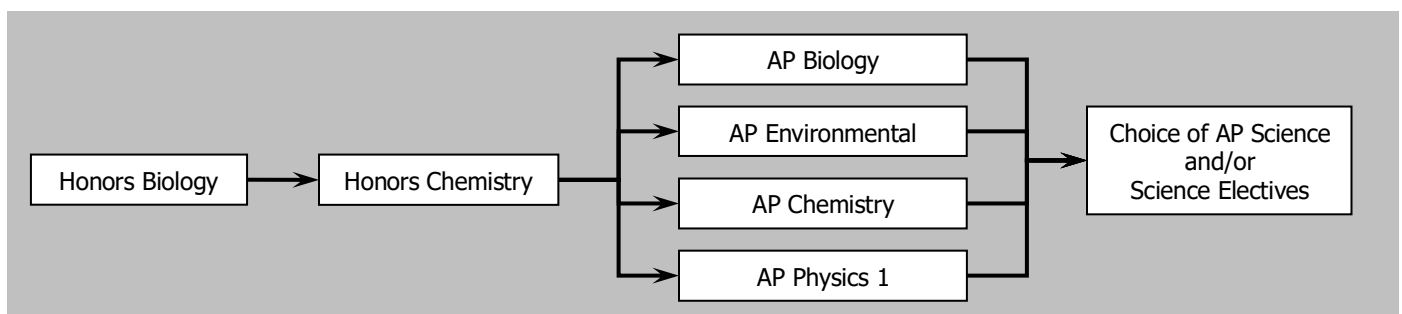 Honors Biology
Honors Chemistry
AP Biology
AP Environmental
AP Chemistry
AP Physics 1
Choice of AP Science
and/or
Science Electives